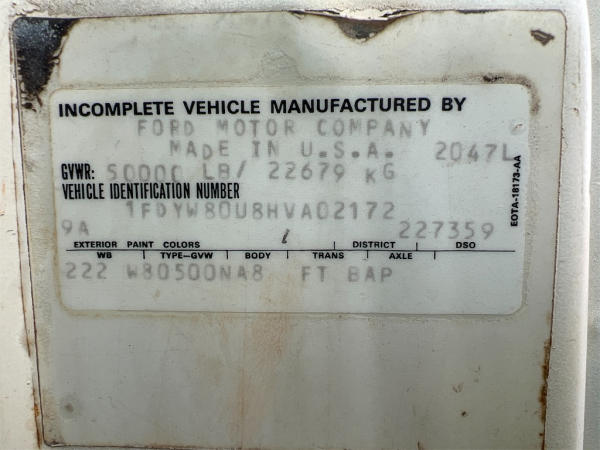 INCOMPLETE VEHICLE MANUFACTURED BY
FORD MOTOR COMPANY
MADE IN U.S.A. 2047L
GVWR: 50000 LB/ 22679 KG
VEHICLE IDENTIFICATION NUMBER
1FDYW80U8HVA02172
9A 227359
EXTERIOR PAINT COLORS DISTRICT DSO
WB TYPE-GVW BODY TRANS AXLE
222 W80500NA8 FT BAP
EOTA-18173-AA